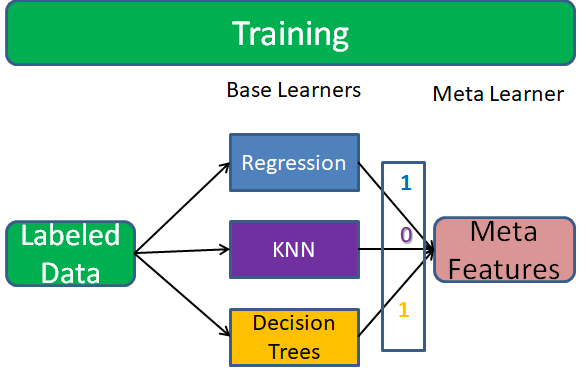 Training
Base Learners
Meta Learner
Regression
1
Labeled
Data
KNN
0
Meta
Features
Decision
Trees
1